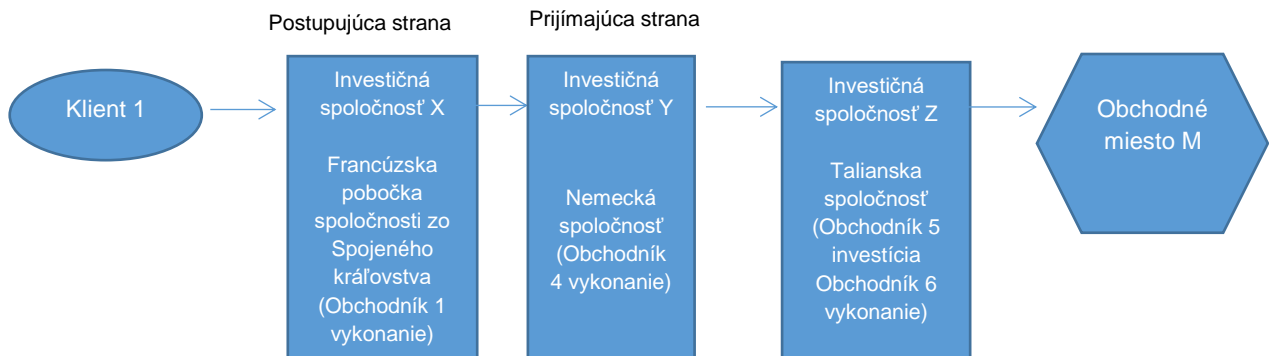 Postupujúca strana
Prijímajúca strana
Klient 1
Investičná
spoločnosť X
Francúzska
pobočka
spoločnosti zo
Spojeného
kráľovstva
(Obchodník 1
vykonanie)
Investičná
spoločnosť Y
Nemecká
spoločnosť
(Obchodník
4 vykonanie)
Investičná
spoločnosť Z
Talianska
spoločnosť
(Obchodník 5
investícia
Obchodník 6
vykonanie)
Obchodné
miesto M